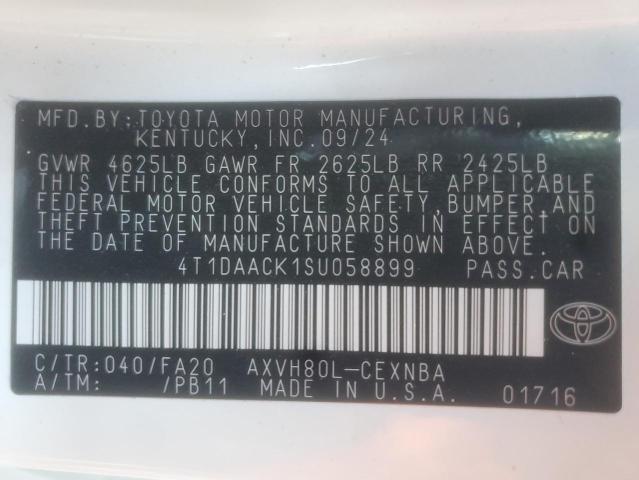 MFD.BY:TOYOTA MOTOR MANUFACTURING,
KENTUCKY,INC.09/24
GVWR 4625LB GAWR FR 2625LB RR 2425LB
THIS VEHICLE CONFORMS TO ALL APPLICABLE
FEDERAL MOTOR VEHICLE SAFETY,BUMPER,AND
THEFT PREVENTION STANDARDS IN EFFECT ON
THE DATE OF MANUFACTURE SHOWN ABOVE.
4T1DAACK1SU058899 PASS.CAR
C/TR:040/FA20 AXVH80L-CEXNBA
A/TM: /PB11 MADE IN U.S.A. 01716